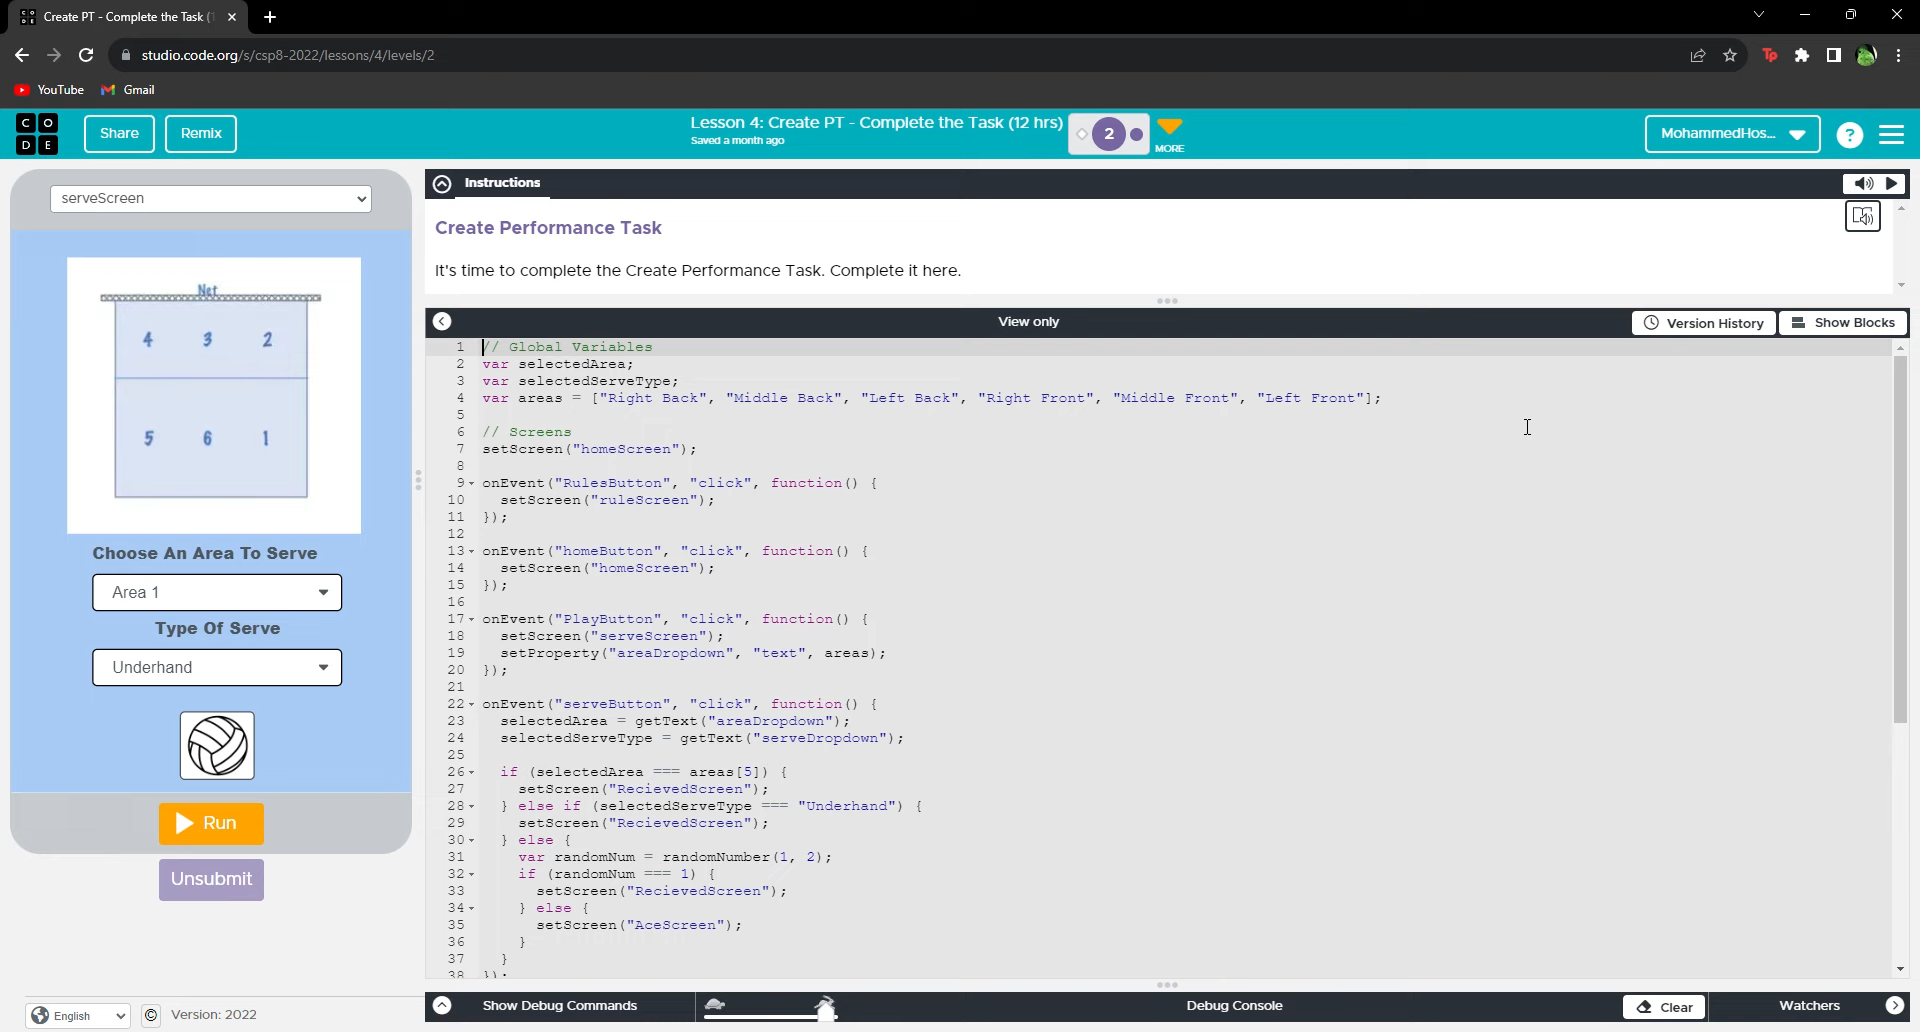 Create PT - Complete the Task (1
studio.code.org/s/csp8-2022/lessons/4/levels/2
Tp
YouTube
Gmail
C O
D E
Share
Remix
Lesson 4: Create PT - Complete the Task (12 hrs)
Saved a month ago
2
MORE
MohammedHos...
?
serveScreen
Net
4 3 2
5 6 1
Choose An Area To Serve
Area 1
Type Of Serve
Underhand
Run
Unsubmit
English
© Version: 2022
Instructions
Create Performance Task
It's time to complete the Create Performance Task. Complete it here.
View only
Version History
Show Blocks
1 // Global Variables
2 var selectedArea;
3 var selectedServeType;
4 var areas = ["Right Back", "Middle Back", "Left Back", "Right Front", "Middle Front", "Left Front"];
5
6 // Screens
7 setScreen("homeScreen");
8
9 onEvent("RulesButton", "click", function() {
10 setScreen("ruleScreen");
11 });
12
13 onEvent("homeButton", "click", function() {
14 setScreen("homeScreen");
15 });
16
17 onEvent("PlayButton", "click", function() {
18 setScreen("serveScreen");
19 setProperty("areaDropdown", "text", areas);
20 });
21
22 onEvent("serveButton", "click", function() {
23 selectedArea = getText("areaDropdown");
24 selectedServeType = getText("serveDropdown");
25
26 if (selectedArea === areas[5]) {
27 setScreen("RecievedScreen");
28 } else if (selectedServeType === "Underhand") {
29 setScreen("RecievedScreen");
30 } else {
31 var randomNum = randomNumber(1, 2);
32 if (randomNum === 1) {
33 setScreen("RecievedScreen");
34 } else {
35 setScreen("AceScreen");
36 }
37 }
38 });
Show Debug Commands
Debug Console
Clear
Watchers